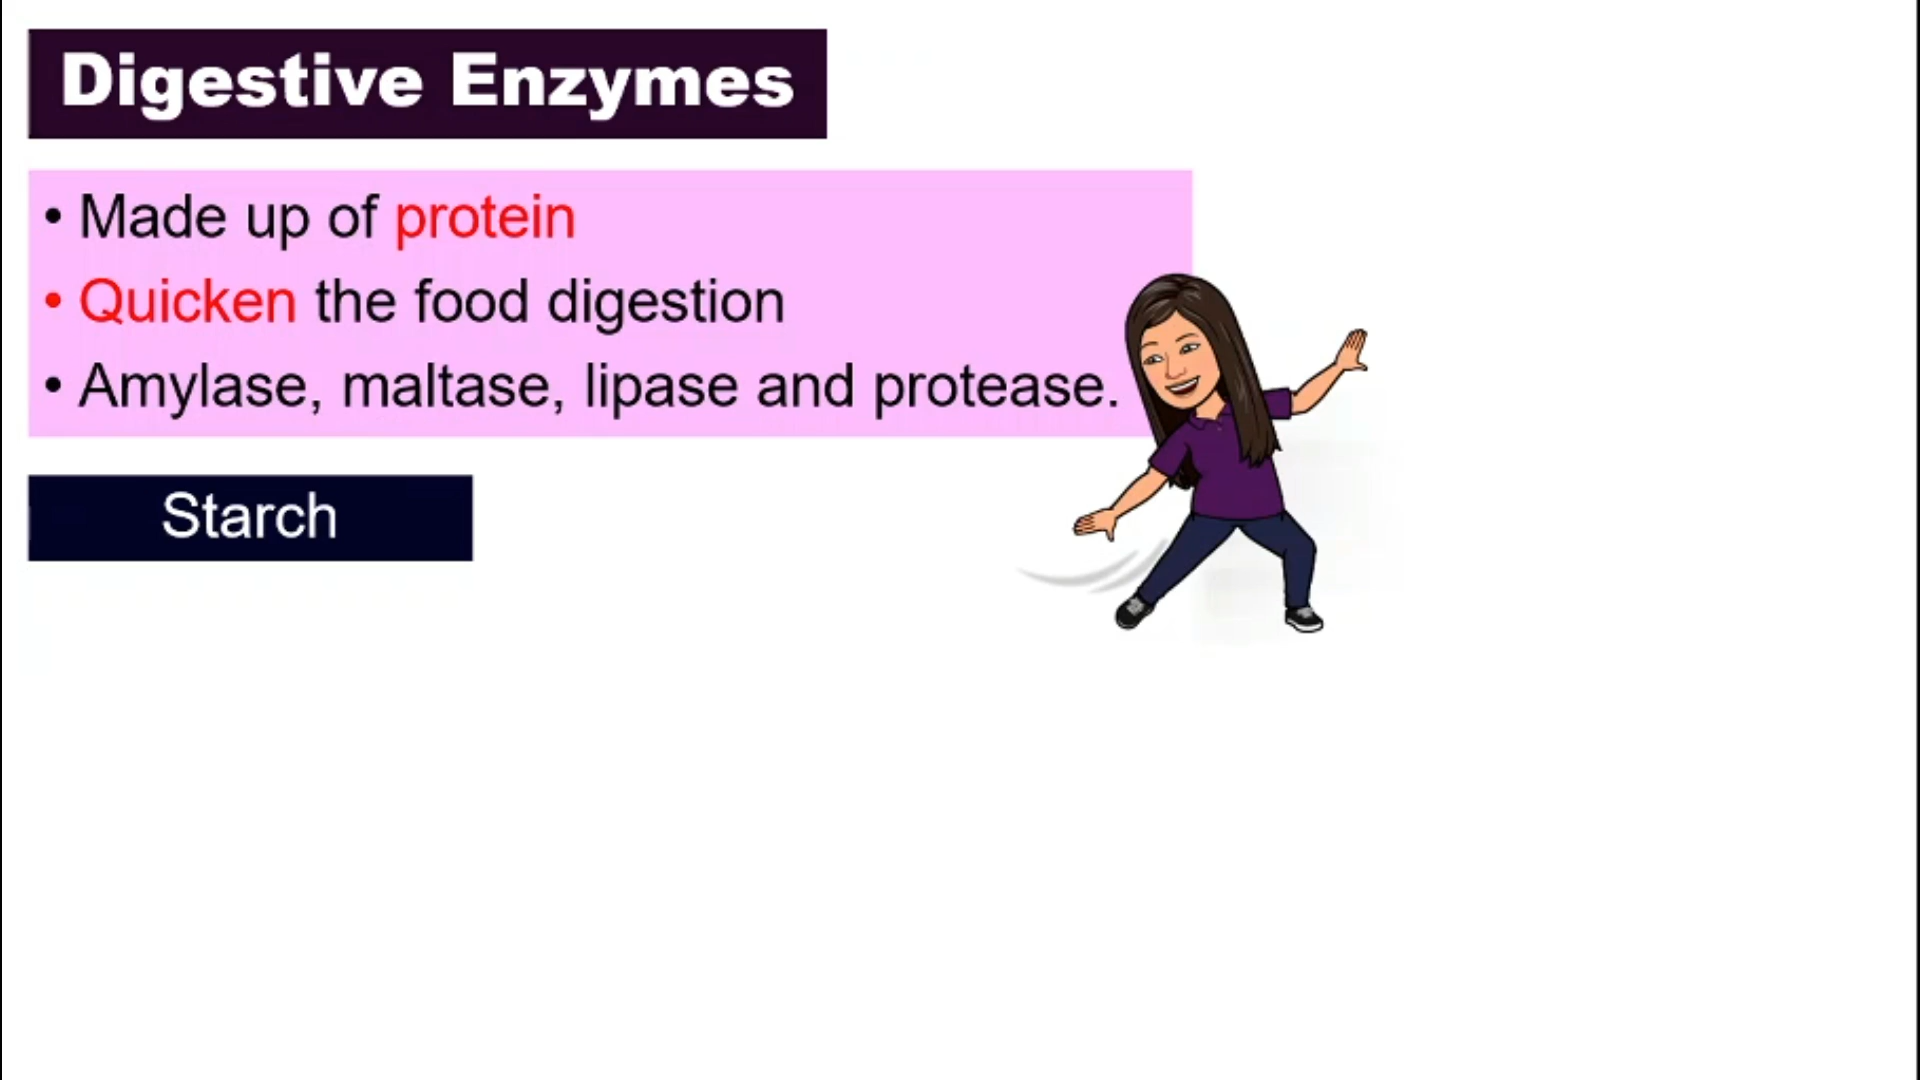 Digestive Enzymes
• Made up of protein
• Quicken the food digestion
• Amylase, maltase, lipase and protease.
Starch